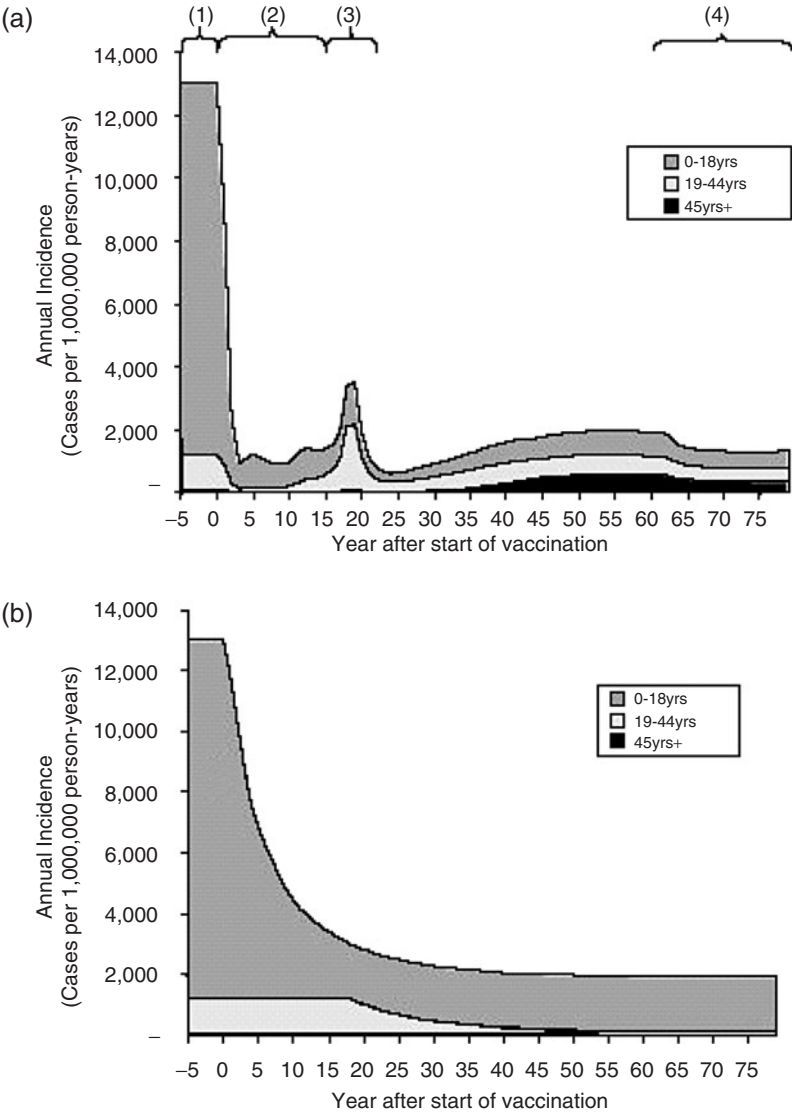 (a)
(1) (2) (3) (4)
14,000
12,000
10,000
8,000
6,000
4,000
2,000
–
Annual Incidence
(Cases per 1,000,000 person-years)
0-18yrs
19-44yrs
45yrs+
–5 0 5 10 15 20 25 30 35 40 45 50 55 60 65 70 75
Year after start of vaccination
(b)
14,000
12,000
10,000
8,000
6,000
4,000
2,000
–
Annual Incidence
(Cases per 1,000,000 person-years)
0-18yrs
19-44yrs
45yrs+
–5 0 5 10 15 20 25 30 35 40 45 50 55 60 65 70 75
Year after start of vaccination